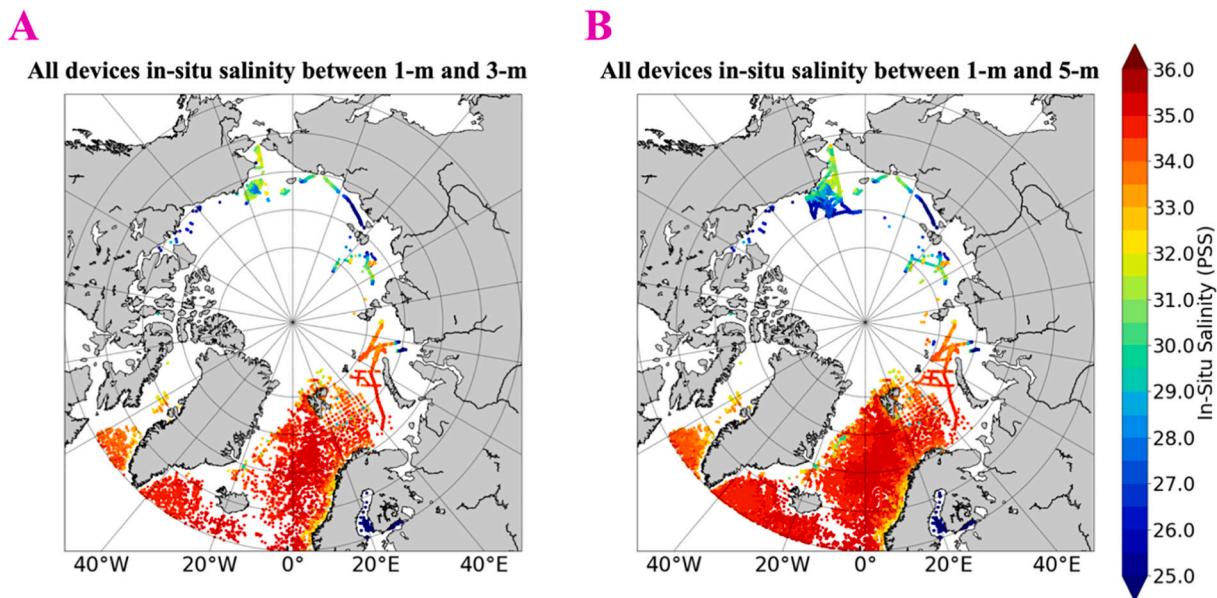 A
B
All devices in-situ salinity between 1-m and 3-m
All devices in-situ salinity between 1-m and 5-m
36.0
35.0
34.0
33.0
32.0
31.0
30.0
29.0
28.0
27.0
26.0
25.0
In-Situ Salinity (PSS)
40°W 20°W 0° 20°E
40°W 20°W 0° 20°E